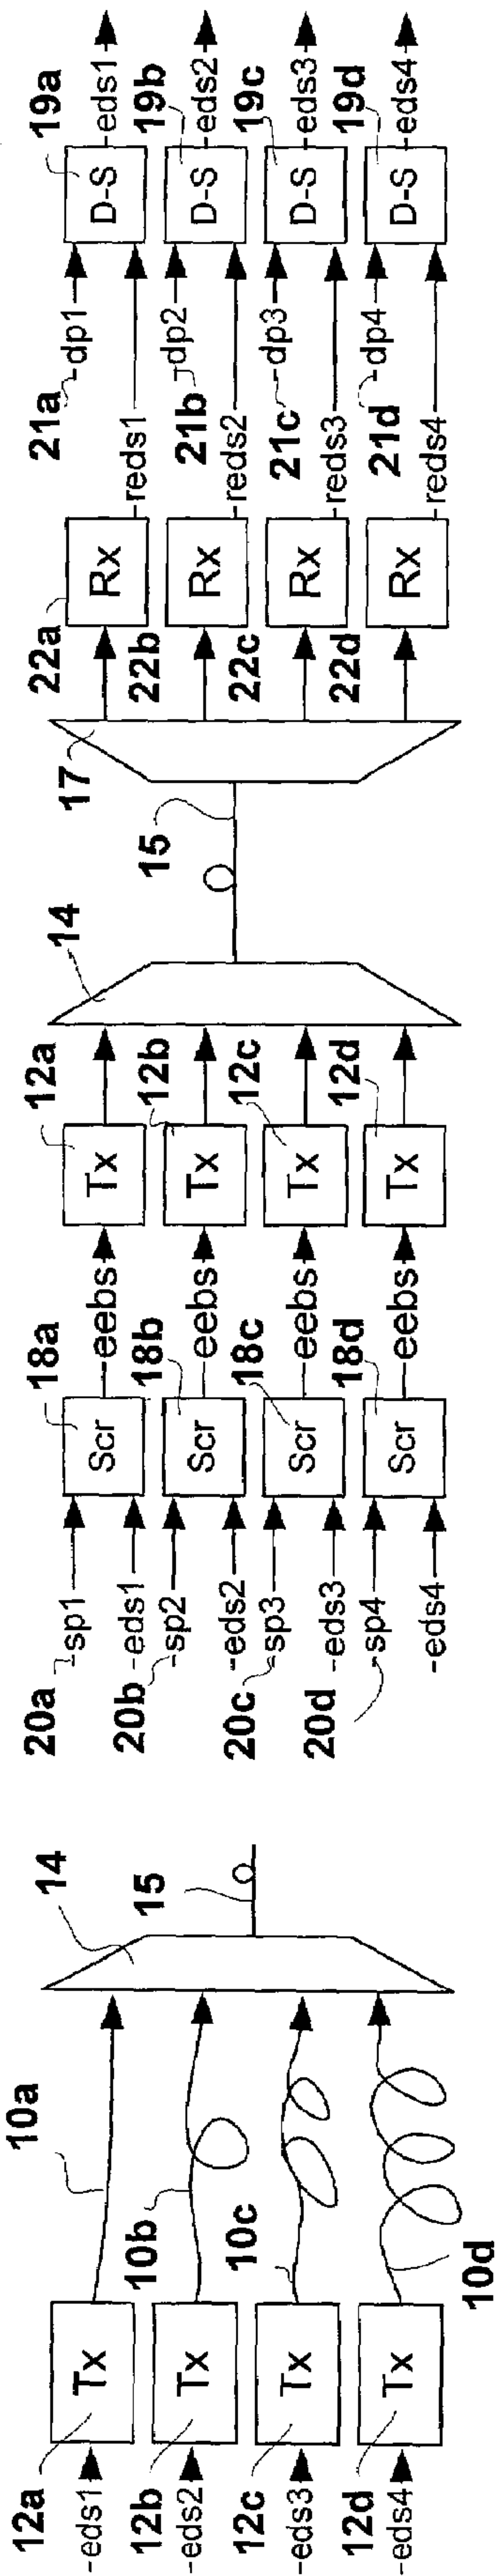 12a
-eds1
Tx
10a
12b
-eds2
Tx
10b
12c
-eds3
Tx
10c
12d
-eds4
Tx
10d
14
15
20a
-sp1
-eds1
18a
Scr
-eebs
12a
Tx
20b
-sp2
-eds2
18b
Scr
-eebs
12b
Tx
20c
-sp3
-eds3
18c
Scr
-eebs
12c
Tx
20d
-sp4
-eds4
18d
Scr
-eebs
12d
Tx
14
15
17
22a
Rx
-reds1
21a
-dp1
19a
D-S
-eds1
22b
Rx
-reds2
21b
-dp2
19b
D-S
-eds2
22c
Rx
-reds3
21c
-dp3
19c
D-S
-eds3
22d
Rx
-reds4
21d
-dp4
19d
D-S
-eds4